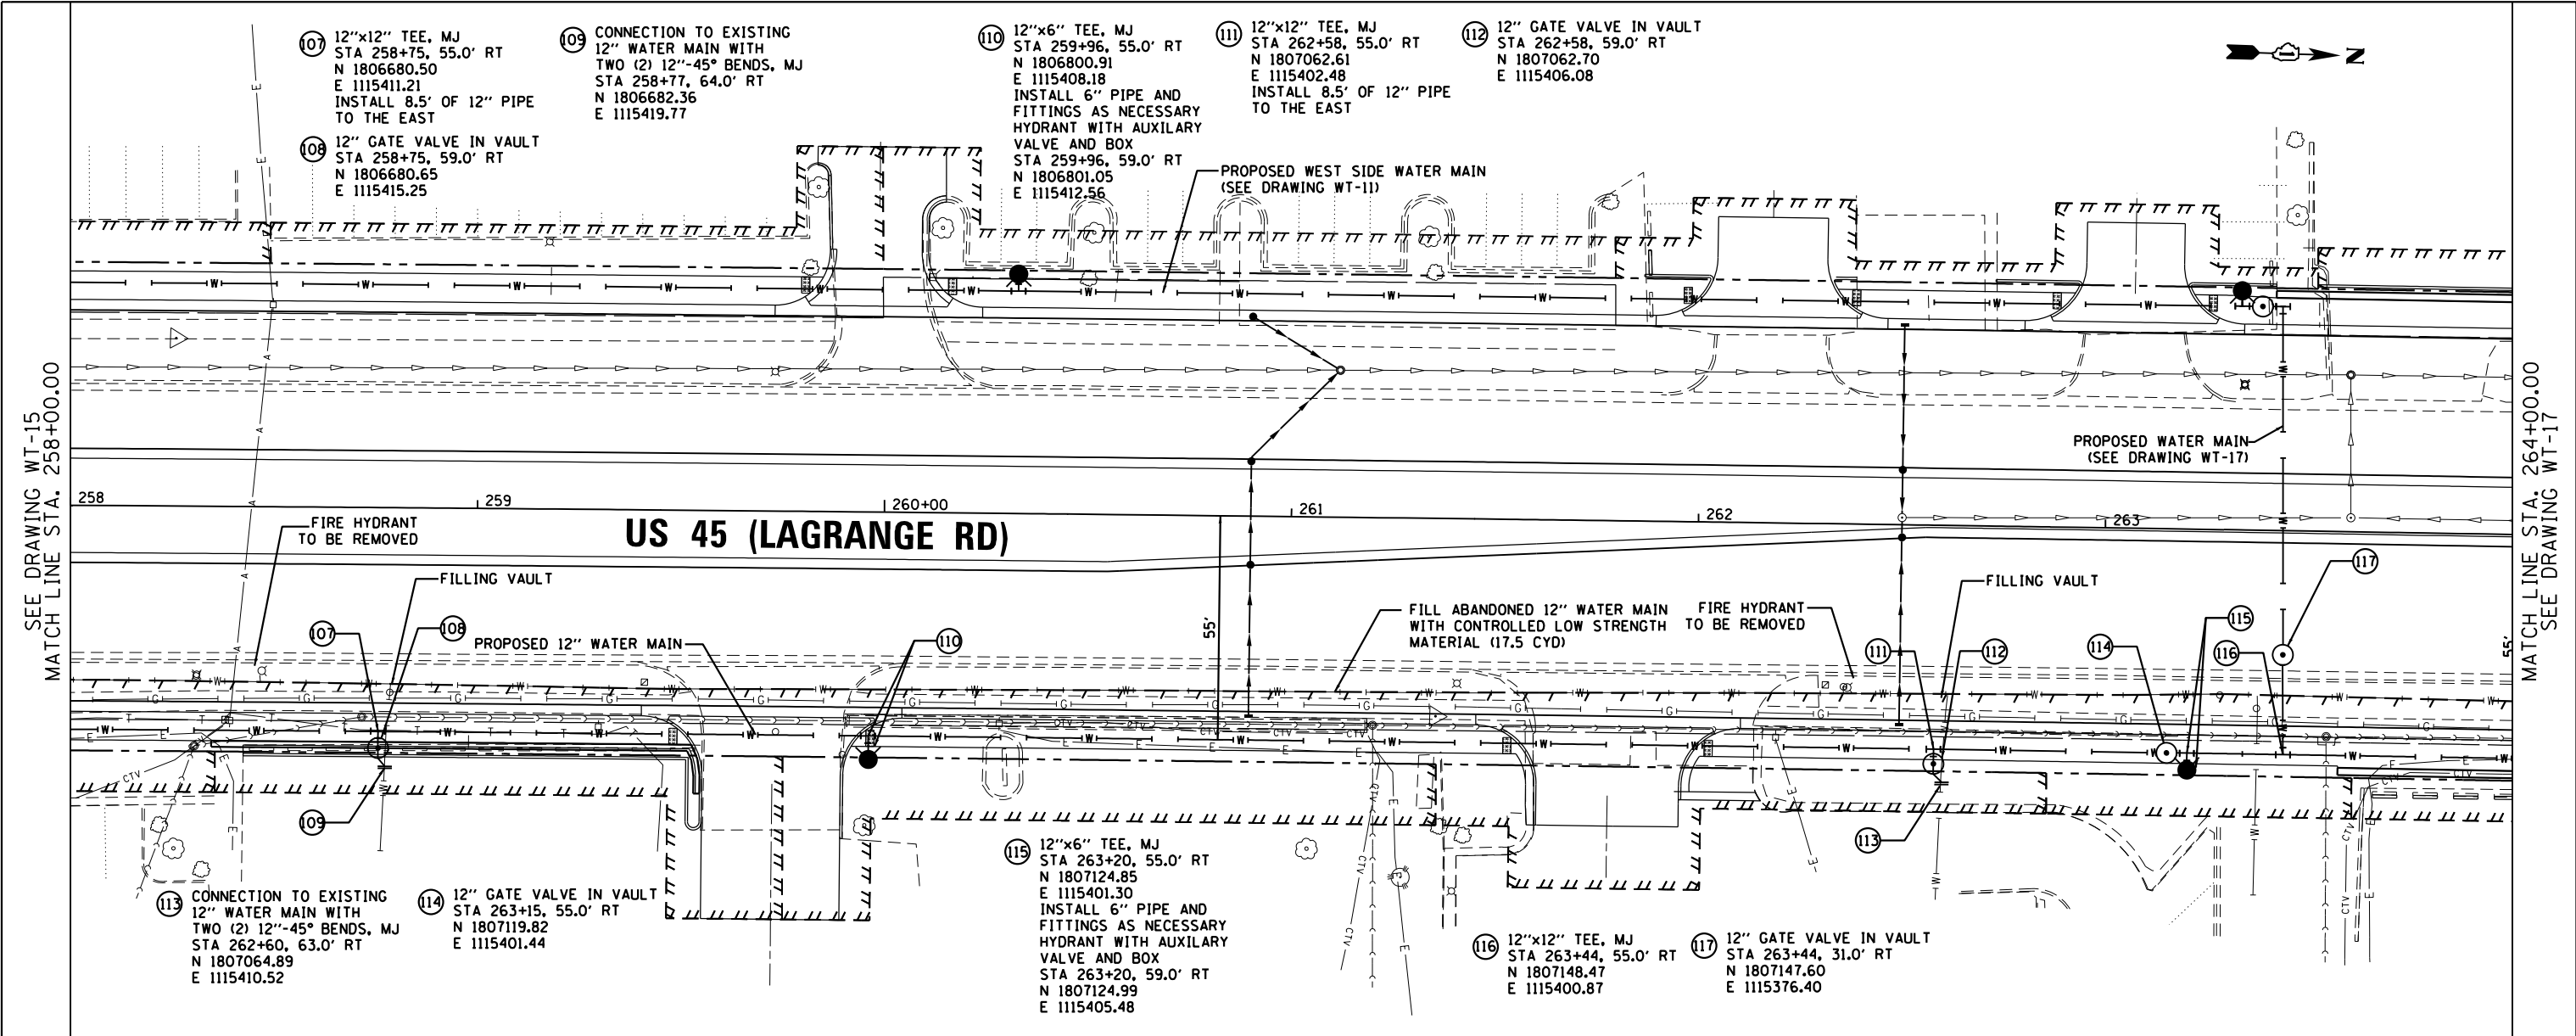 107 12"x12" TEE, MJ
STA 258+75, 55.0' RT
N 1806680.50
E 1115411.21
INSTALL 8.5' OF 12" PIPE
TO THE EAST
108 12" GATE VALVE IN VAULT
STA 258+75, 59.0' RT
N 1806680.65
E 1115415.25
109 CONNECTION TO EXISTING
12" WATER MAIN WITH
TWO (2) 12"-45° BENDS, MJ
STA 258+77, 64.0' RT
N 1806682.36
E 1115419.77
110 12"x6" TEE, MJ
STA 259+96, 55.0' RT
N 1806800.91
E 1115408.18
INSTALL 6" PIPE AND
FITTINGS AS NECESSARY
HYDRANT WITH AUXILARY
VALVE AND BOX
STA 259+96, 59.0' RT
N 1806801.05
E 1115412.56
111 12"x12" TEE, MJ
STA 262+58, 55.0' RT
N 1807062.61
E 1115402.48
INSTALL 8.5' OF 12" PIPE
TO THE EAST
112 12" GATE VALVE IN VAULT
STA 262+58, 59.0' RT
N 1807062.70
E 1115406.08
N
PROPOSED WEST SIDE WATER MAIN
(SEE DRAWING WT-11)
SEE DRAWING WT-15
MATCH LINE STA. 258+00.00
MATCH LINE STA. 264+00.00
SEE DRAWING WT-17
PROPOSED WATER MAIN
(SEE DRAWING WT-17)
258
259
260+00
261
262
263
US 45 (LAGRANGE RD)
FIRE HYDRANT
TO BE REMOVED
FILLING VAULT
107
108
PROPOSED 12" WATER MAIN
110
55'
FILL ABANDONED 12" WATER MAIN
WITH CONTROLLED LOW STRENGTH
MATERIAL (17.5 CYD)
FIRE HYDRANT
TO BE REMOVED
FILLING VAULT
111
112
114
115
116
117
55'
109
113
113 CONNECTION TO EXISTING
12" WATER MAIN WITH
TWO (2) 12"-45° BENDS, MJ
STA 262+60, 63.0' RT
N 1807064.89
E 1115410.52
114 12" GATE VALVE IN VAULT
STA 263+15, 55.0' RT
N 1807119.82
E 1115401.44
115 12"x6" TEE, MJ
STA 263+20, 55.0' RT
N 1807124.85
E 1115401.30
INSTALL 6" PIPE AND
FITTINGS AS NECESSARY
HYDRANT WITH AUXILARY
VALVE AND BOX
STA 263+20, 59.0' RT
N 1807124.99
E 1115405.48
116 12"x12" TEE, MJ
STA 263+44, 55.0' RT
N 1807148.47
E 1115400.87
117 12" GATE VALVE IN VAULT
STA 263+44, 31.0' RT
N 1807147.60
E 1115376.40